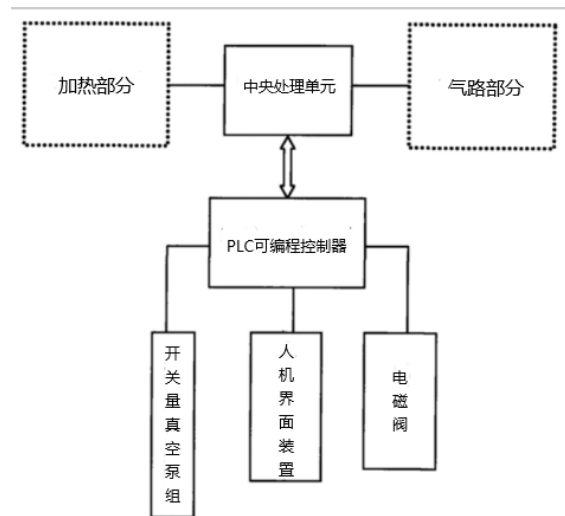 加热部分
中央处理单元
气路部分
PLC可编程控制器
开关量真空泵组
人机界面装置
电磁阀